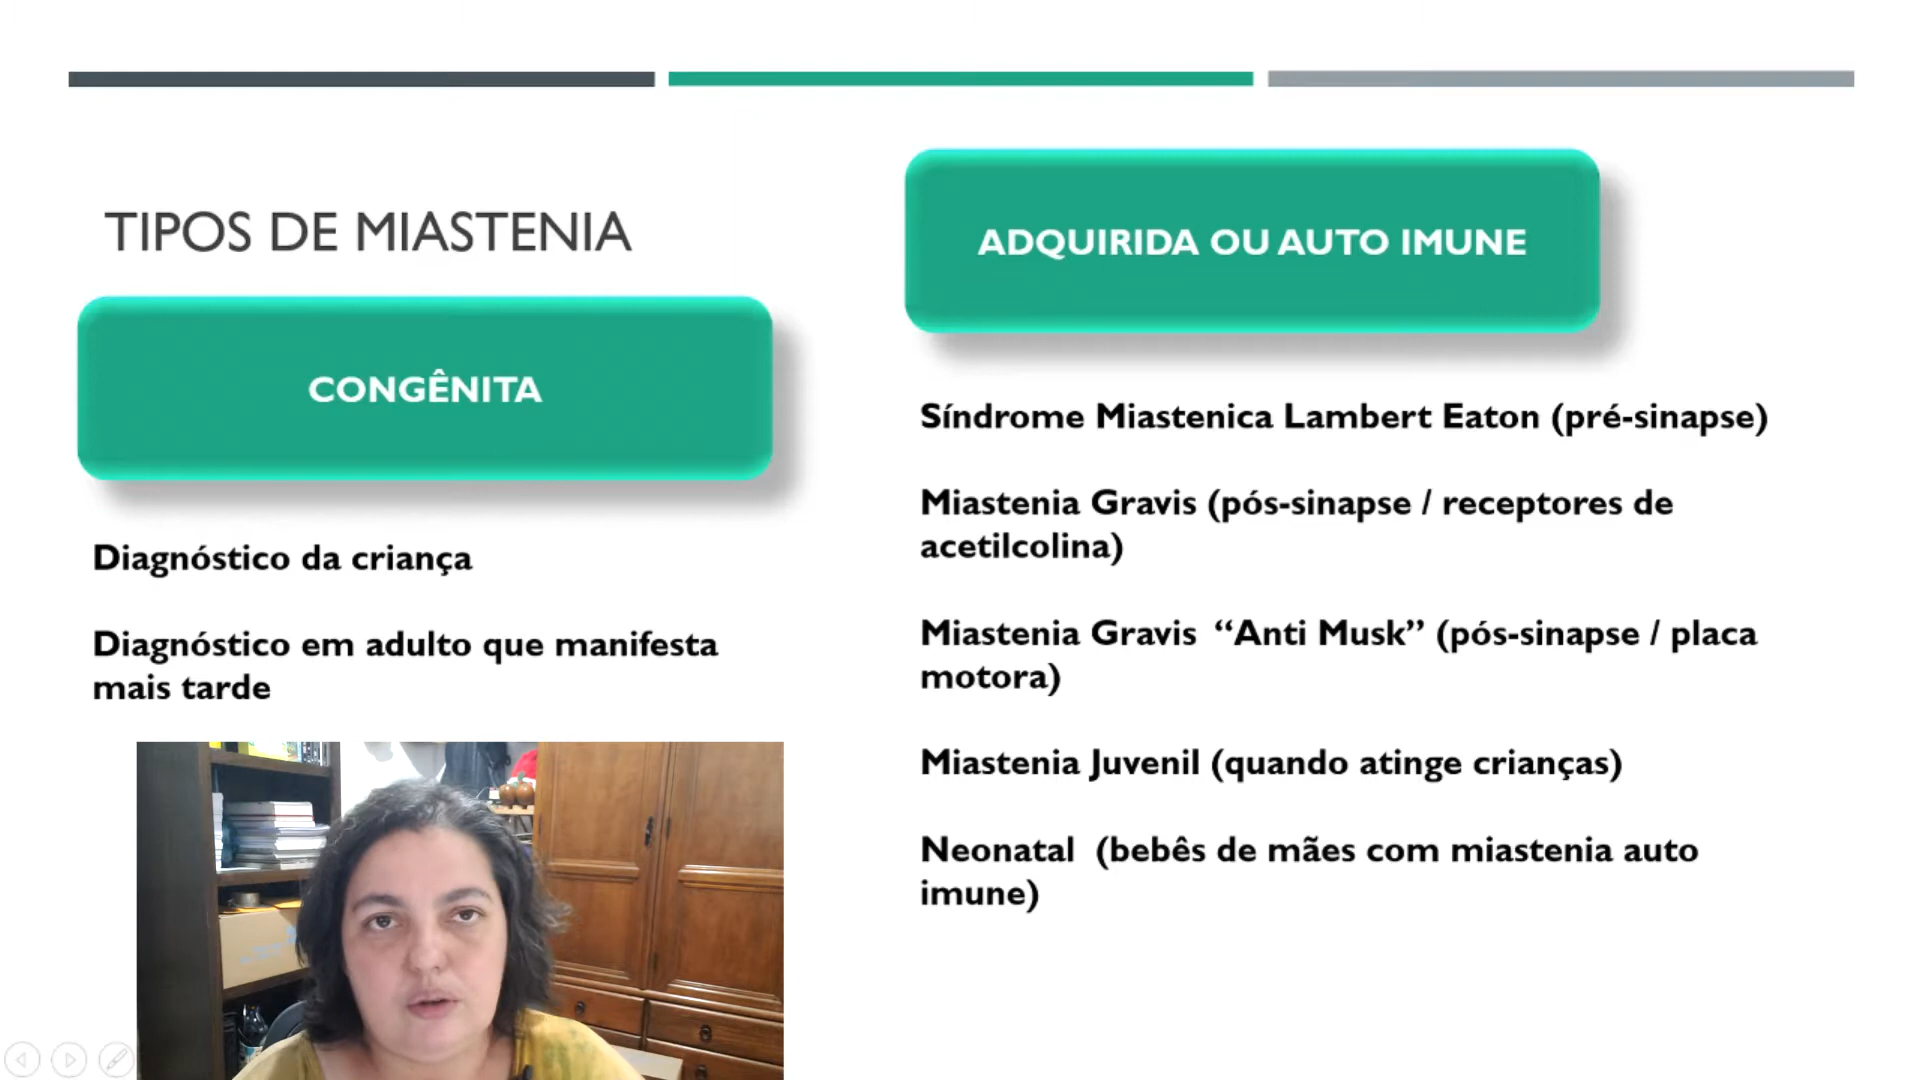 TIPOS DE MIASTENIA
CONGÊNITA
Diagnóstico da criança
Diagnóstico em adulto que manifesta
mais tarde
ADQUIRIDA OU AUTO IMUNE
Síndrome Miastenica Lambert Eaton (pré-sinapse)
Miastenia Gravis (pós-sinapse / receptores de
acetilcolina)
Miastenia Gravis “Anti Musk” (pós-sinapse / placa
motora)
Miastenia Juvenil (quando atinge crianças)
Neonatal (bebês de mães com miastenia auto
imune)